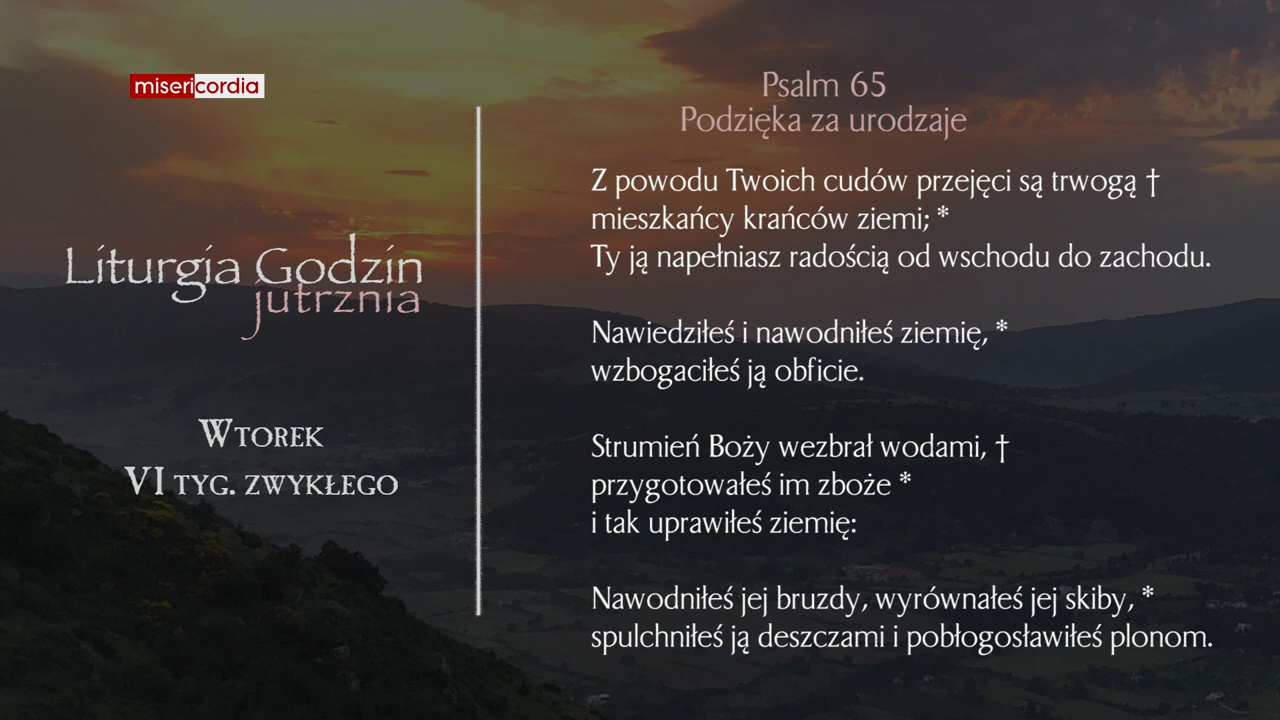 misericordia
Liturgia Godzin
jutrznia
Wtorek
VI tyg. zwykłego
Psalm 65
Podzięka za urodzaje
Z powodu Twoich cudów przejęci są trwogą †
mieszkańcy krańców ziemi; *
Ty ją napełniasz radością od wschodu do zachodu.
Nawiedziłeś i nawodniłeś ziemię, *
wzbogaciłeś ją obficie.
Strumień Boży wezbrał wodami, †
przygotowałeś im zboże *
i tak uprawiłeś ziemię:
Nawodniłeś jej bruzdy, wyrównałeś jej skiby, *
spulchniłeś ją deszczami i pobłogosławiłeś plonom.